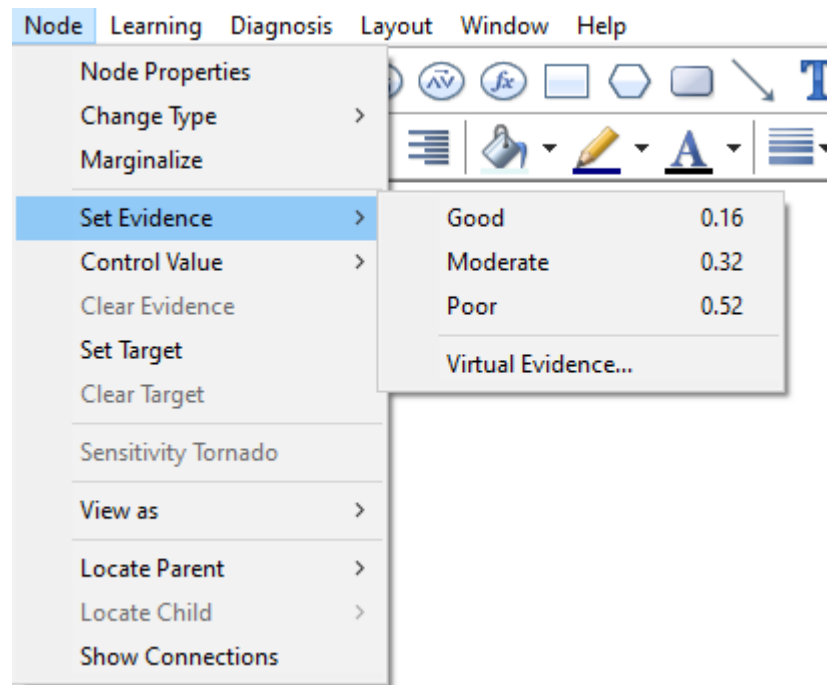 Node Learning Diagnosis Layout Window Help
Node Properties
Change Type
Marginalize
Set Evidence
Control Value
Clear Evidence
Set Target
Clear Target
Sensitivity Tornado
View as
Locate Parent
Locate Child
Show Connections
Good 0.16
Moderate 0.32
Poor 0.52
Virtual Evidence...